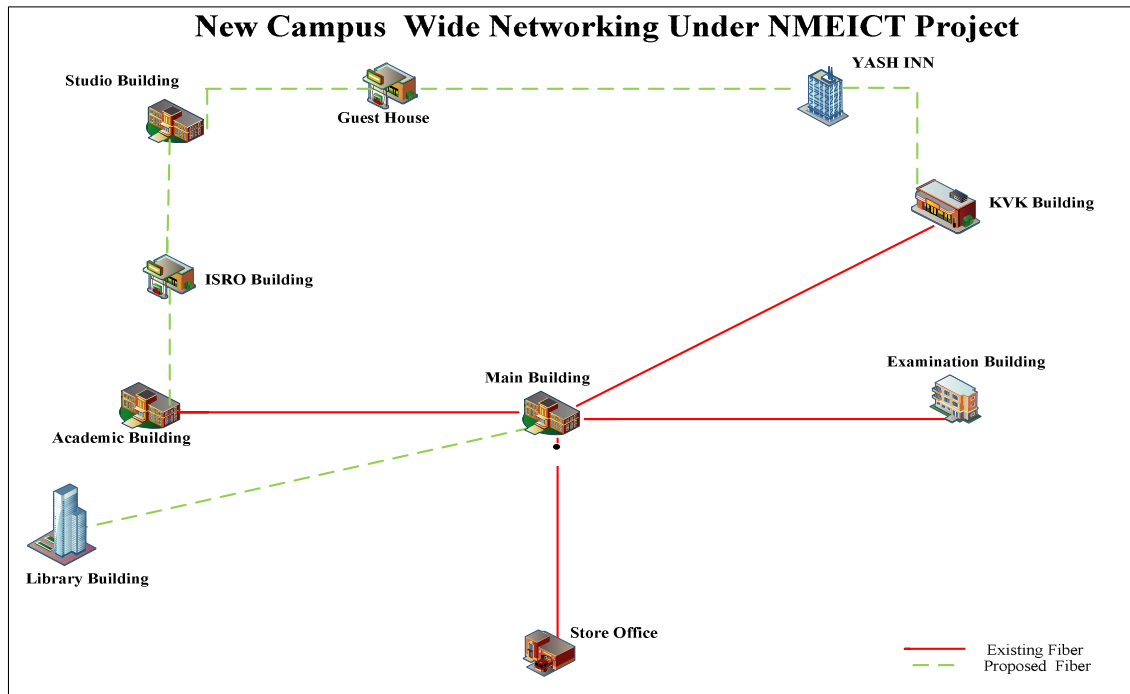 New Campus  Wide Networking Under NMEICT Project
Studio Building
Guest House
YASH INN
KVK Building
ISRO Building
Main Building
Examination Building
Academic Building
Library Building
Store Office
Existing Fiber
Proposed  Fiber